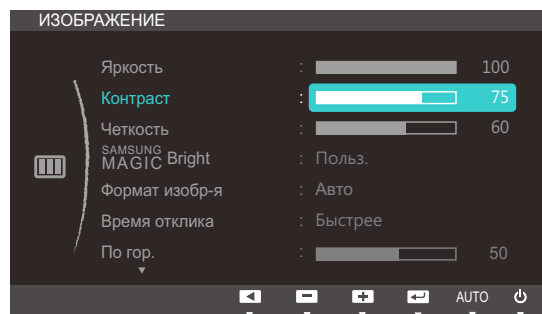 ИЗОБРАЖЕНИЕ
Яркость : 100
Контраст : 75
Четкость : 60
SAMSUNG MAGIC Bright : Польз.
Формат изобр-я : Авто
Время отклика : Быстрее
По гор. : 50
AUTO